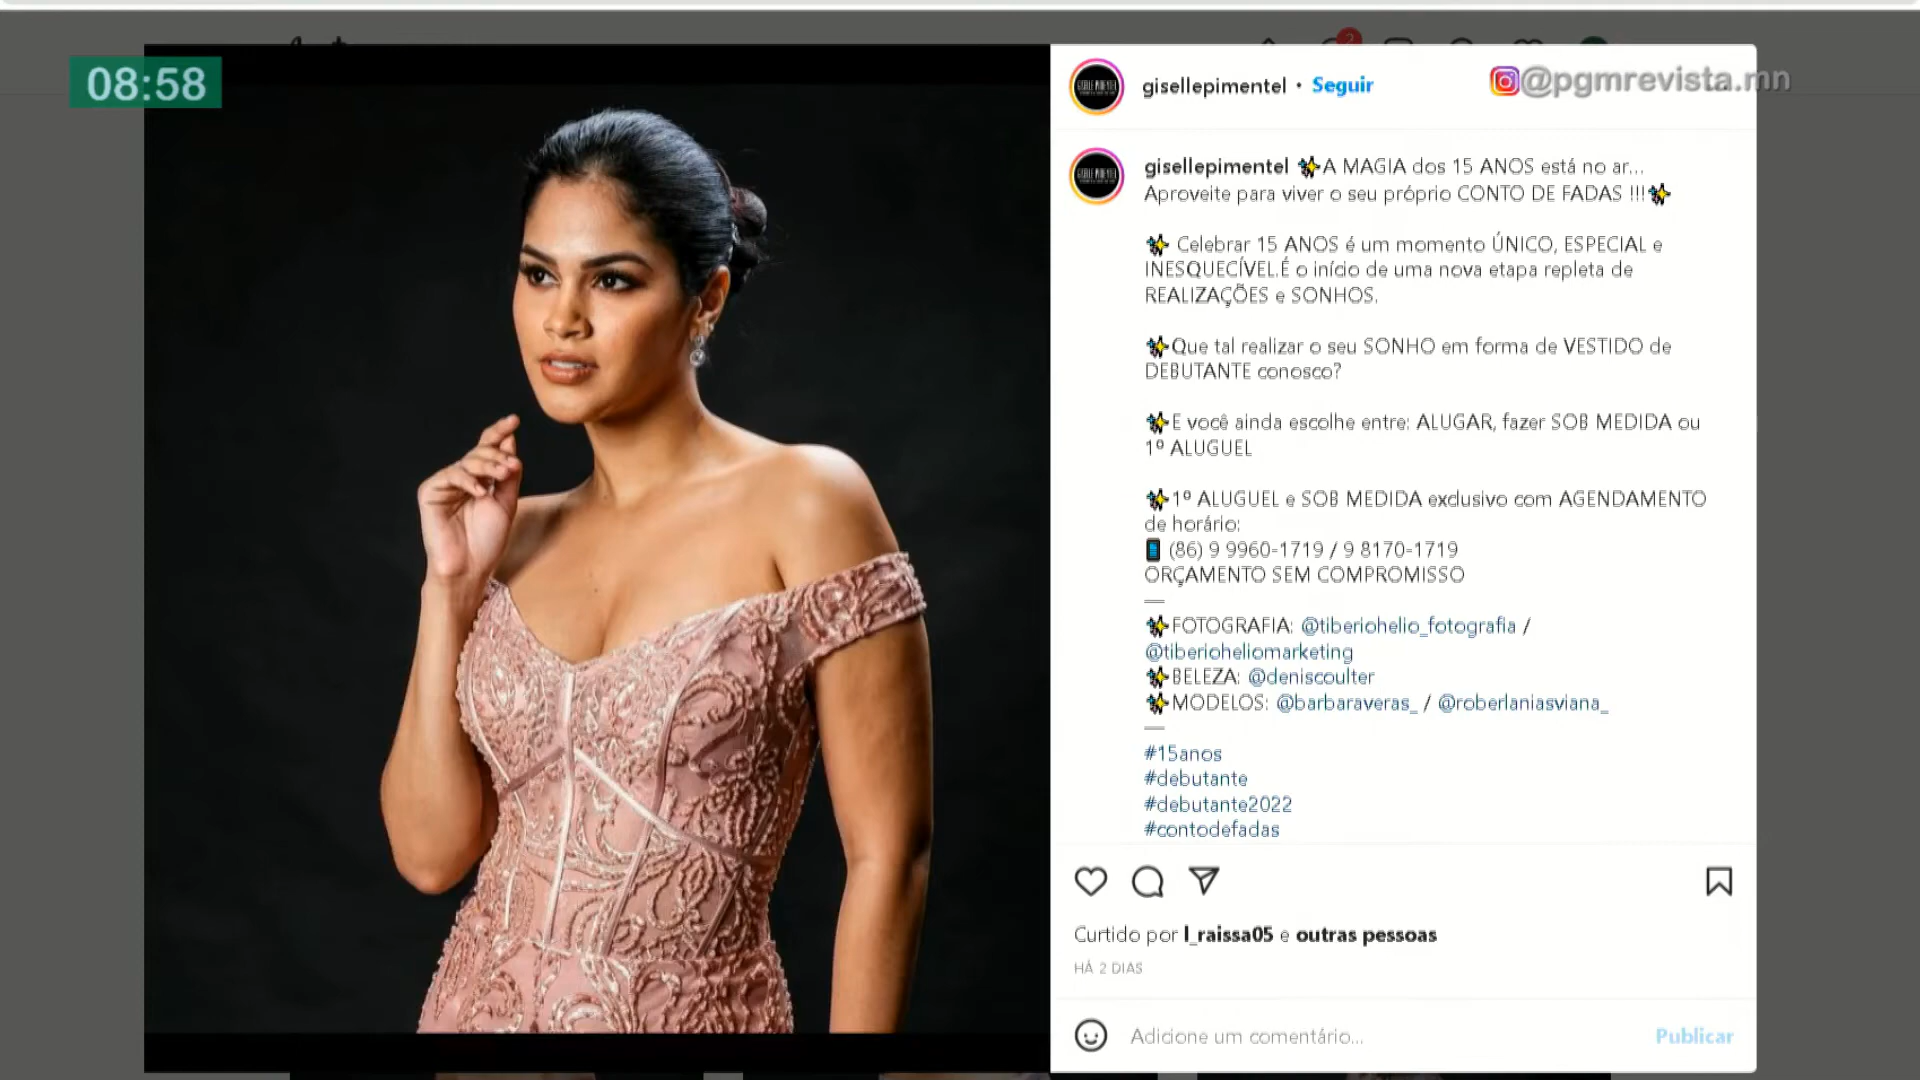 08:58
2
gisellepimentel • Seguir
@pgmrevista.mn
gisellepimentel ✨A MAGIA dos 15 ANOS está no ar...
Aproveite para viver o seu próprio CONTO DE FADAS !!!✨
✨ Celebrar 15 ANOS é um momento ÚNICO, ESPECIAL e
INESQUECÍVEL.É o início de uma nova etapa repleta de
REALIZAÇÕES e SONHOS.
✨Que tal realizar o seu SONHO em forma de VESTIDO de
DEBUTANTE conosco?
✨E você ainda escolhe entre: ALUGAR, fazer SOB MEDIDA ou
1º ALUGUEL
✨1º ALUGUEL e SOB MEDIDA exclusivo com AGENDAMENTO
de horário:
📱 (86) 9 9960-1719 / 9 8170-1719
ORÇAMENTO SEM COMPROMISSO
__
✨FOTOGRAFIA: @tiberiohelio_fotografia /
@tiberioheliomarketing
✨BELEZA: @deniscoulter
✨MODELOS: @barbaraveras_ / @roberlaniasviana_
__
#15anos
#debutante
#debutante2022
#contodefadas
Curtido por l_raissa05 e outras pessoas
HÁ 2 DIAS
Adicione um comentário...
Publicar